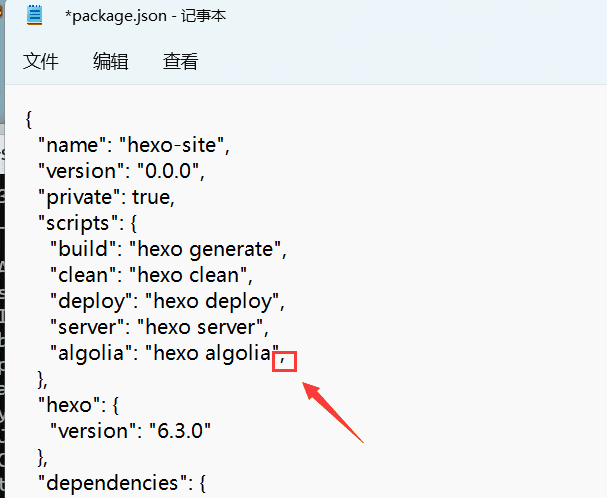 *package.json - 记事本
文件 编辑 查看
{
"name": "hexo-site",
"version": "0.0.0",
"private": true,
"scripts": {
"build": "hexo generate",
"clean": "hexo clean",
"deploy": "hexo deploy",
"server": "hexo server",
"algolia": "hexo algolia",
},
"hexo": {
"version": "6.3.0"
},
"dependencies": {